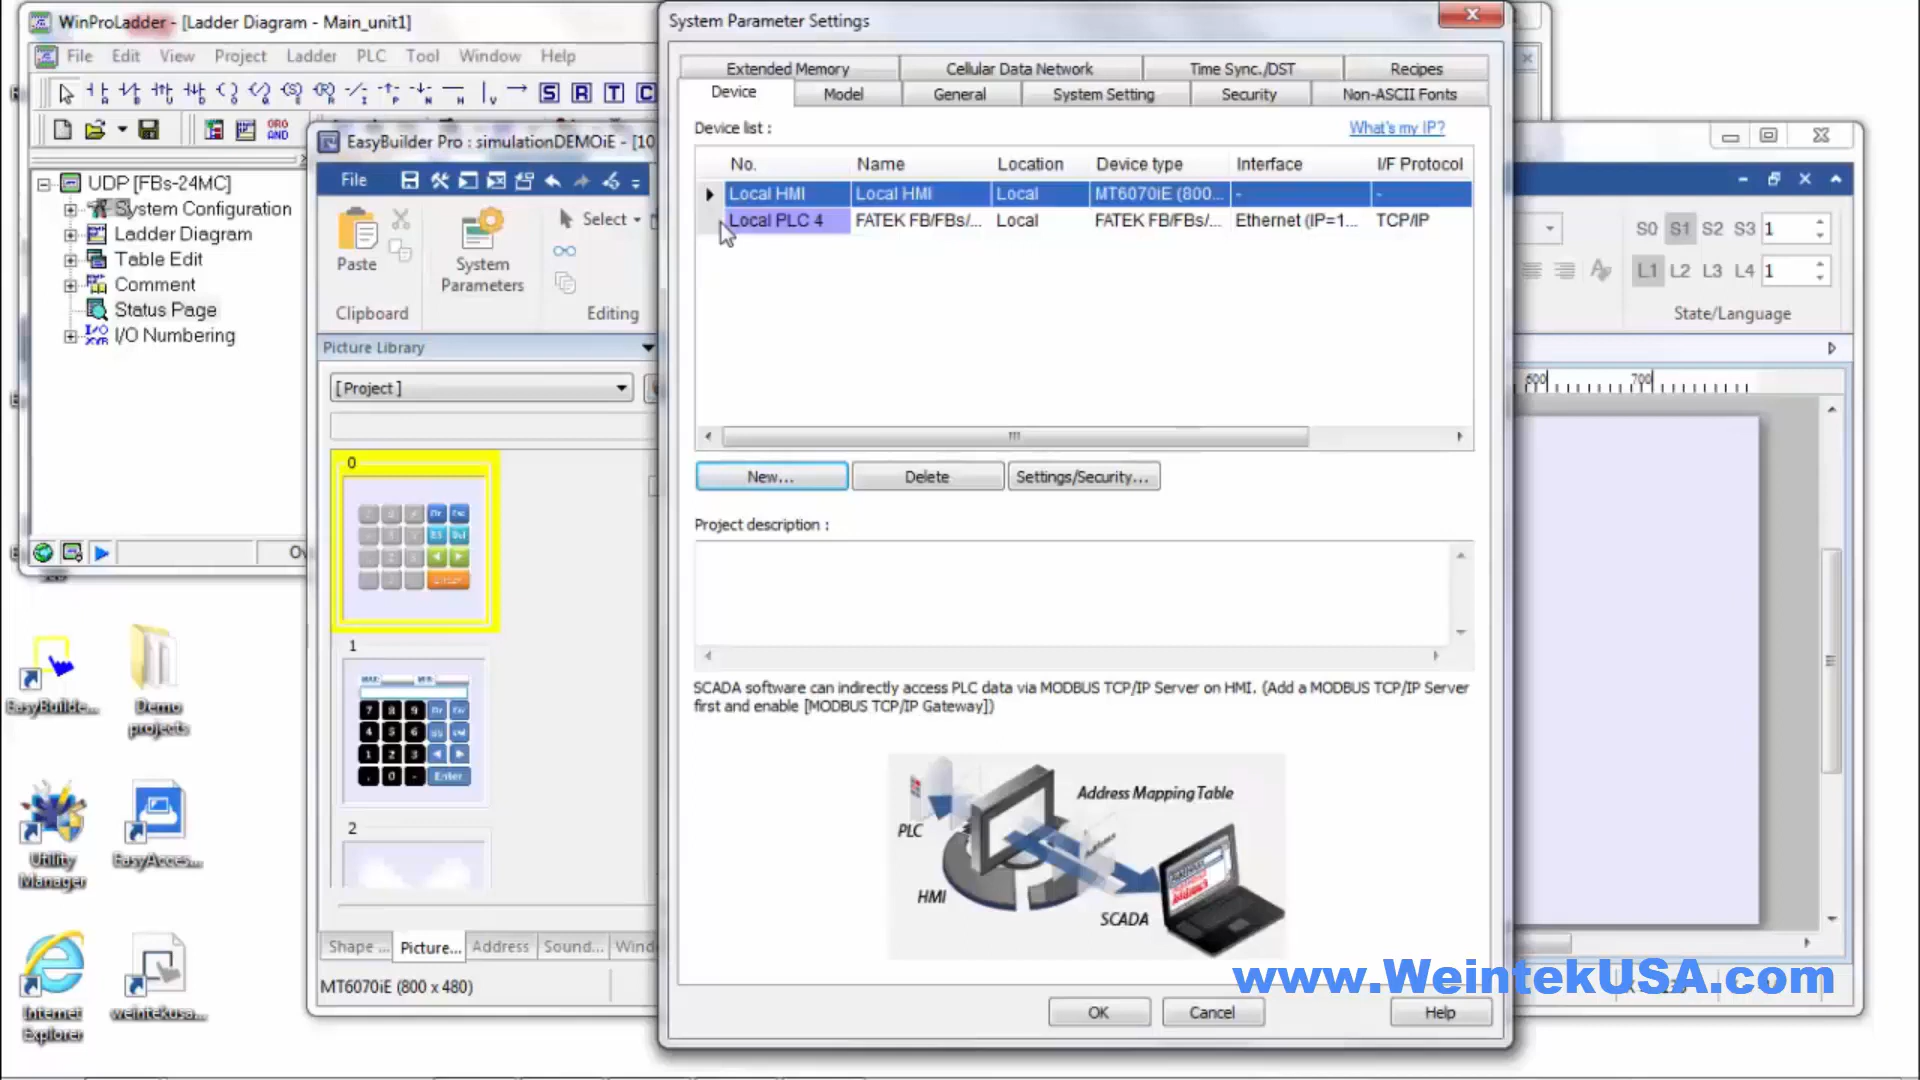 WinProLadder - [Ladder Diagram - Main_unit1]
File Edit View Project Ladder PLC Tool Window Help
S R T C
ORG
AND
UDP [FBs-24MC]
System Configuration
Ladder Diagram
Table Edit
Comment
Status Page
I/O Numbering
EasyBuilder Pro : simulationDEMOiE - [10
File
Paste
Clipboard
System
Parameters
Select
Editing
Picture Library
[ Project ]
0
1
2
Shape ... Picture... Address Sound... Wind
MT6070iE (800 x 480)
System Parameter Settings
Extended Memory Cellular Data Network Time Sync./DST Recipes
Device Model General System Setting Security Non-ASCII Fonts
Device list :
What's my IP?
No. Name Location Device type Interface I/F Protocol
Local HMI Local HMI Local MT6070iE (800... - -
Local PLC 4 FATEK FB/FBs/... Local FATEK FB/FBs/... Ethernet (IP=1... TCP/IP
New... Delete Settings/Security...
Project description :
SCADA software can indirectly access PLC data via MODBUS TCP/IP Server on HMI. (Add a MODBUS TCP/IP Server
first and enable [MODBUS TCP/IP Gateway])
PLC
Address Mapping Table
HMI
SCADA
OK Cancel Help
S0 S1 S2 S3 1
L1 L2 L3 L4 1
State/Language
600 700
www.WeintekUSA.com
EasyBuilde...
Demo
projects
Utility
Manager
EasyAcces...
Internet
Explorer
weintekusa...